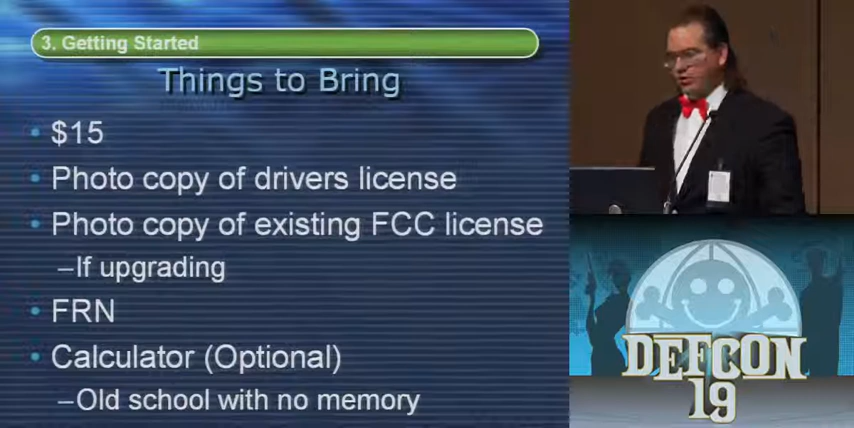 3. Getting Started
Things to Bring
• $15
• Photo copy of drivers license
• Photo copy of existing FCC license
–If upgrading
• FRN
• Calculator (Optional)
–Old school with no memory
DEFCON
19